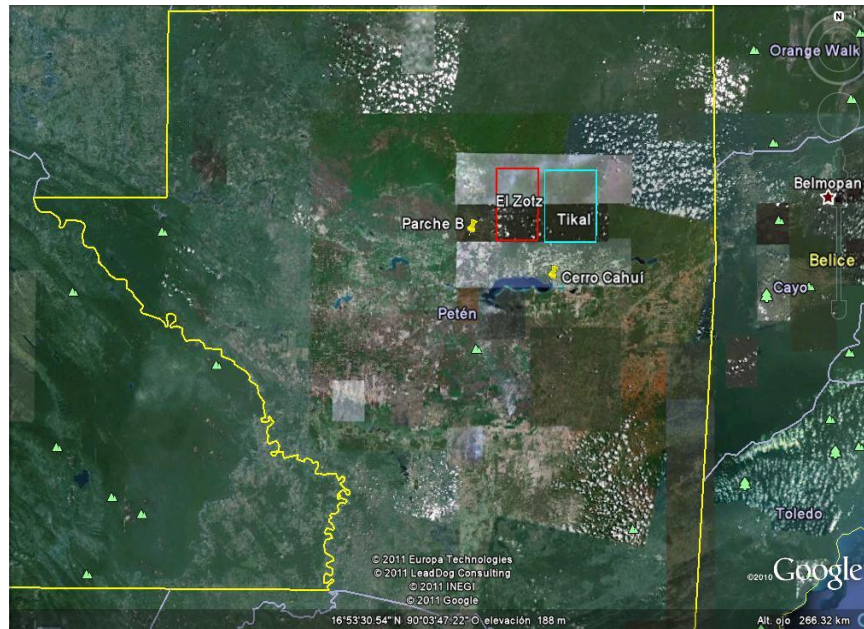 N
Orange Walk
Belmopan
El Zotz
Parche B
Tikal
Belice
Cerro Cahuí
Cayo
Petén
Toledo
© 2011 Europa Technologies
© 2011 LeadDog Consulting
© 2011 INEGI
© 2011 Google
©2010 Google
16°53'30.54" N 90°03'47.22" O elevación 188 m
Alt. ojo 266.32 km